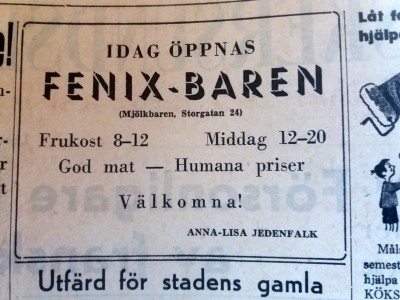 IDAG ÖPPNAS
FENIX-BAREN
(Mjölkbaren, Storgatan 24)
Frukost 8–12 Middag 12–20
God mat — Humana priser
Välkomna!
ANNA-LISA JEDENFALK
Utfärd för stadens gamla
Låt
hjälp
Måls
semest
hjälpa
KÖKS